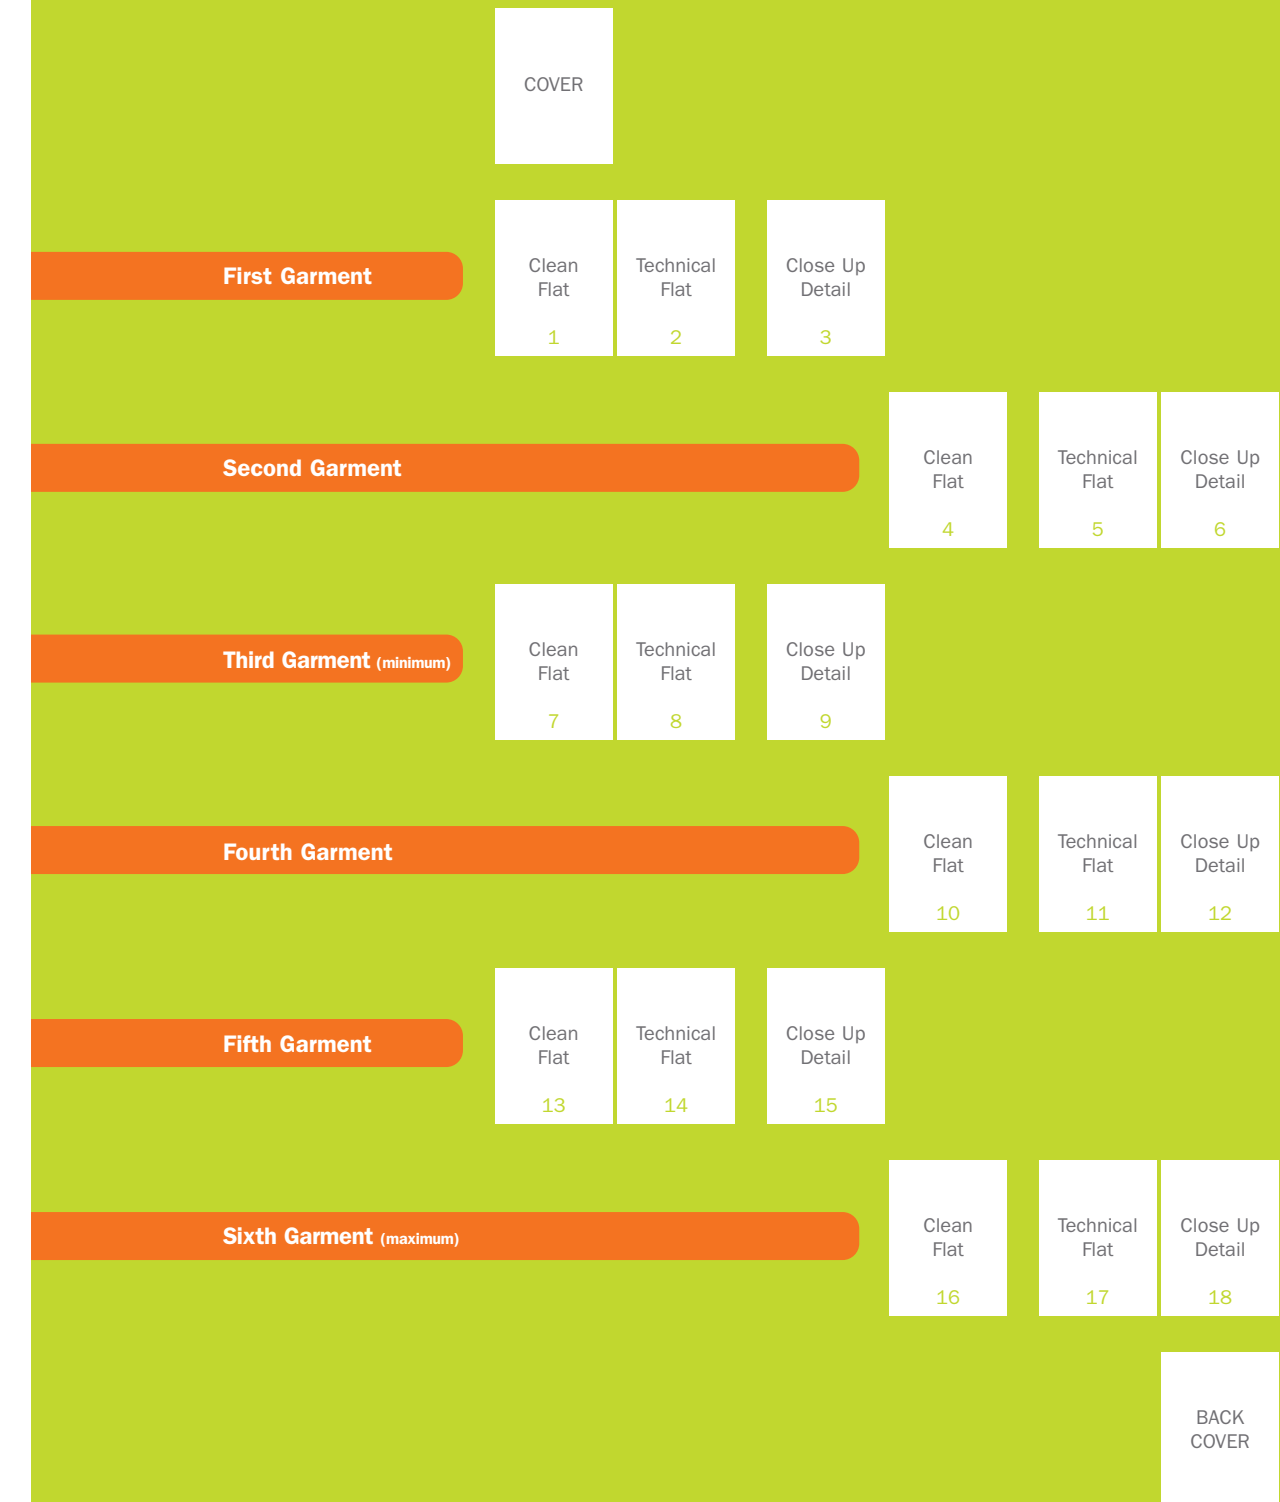 COVER
First Garment
Clean
Flat
1
Technical
Flat
2
Close Up
Detail
3
Second Garment
Clean
Flat
4
Technical
Flat
5
Close Up
Detail
6
Third Garment (minimum)
Clean
Flat
7
Technical
Flat
8
Close Up
Detail
9
Fourth Garment
Clean
Flat
10
Technical
Flat
11
Close Up
Detail
12
Fifth Garment
Clean
Flat
13
Technical
Flat
14
Close Up
Detail
15
Sixth Garment (maximum)
Clean
Flat
16
Technical
Flat
17
Close Up
Detail
18
BACK
COVER